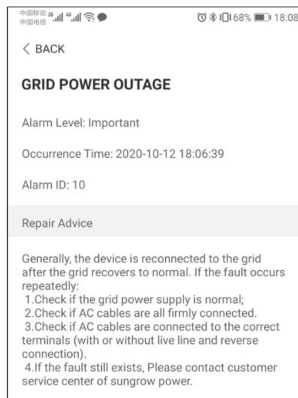 中国移动 26 46
中国电信 68% 18:08
< BACK
GRID POWER OUTAGE
Alarm Level: Important
Occurrence Time: 2020-10-12 18:06:39
Alarm ID: 10
Repair Advice
Generally, the device is reconnected to the grid
after the grid recovers to normal. If the fault occurs
repeatedly:
1.Check if the grid power supply is normal;
2.Check if AC cables are all firmly connected.
3.Check if AC cables are connected to the correct
terminals (with or without live line and reverse
connection).
4.If the fault still exists, Please contact customer
service center of sungrow power.